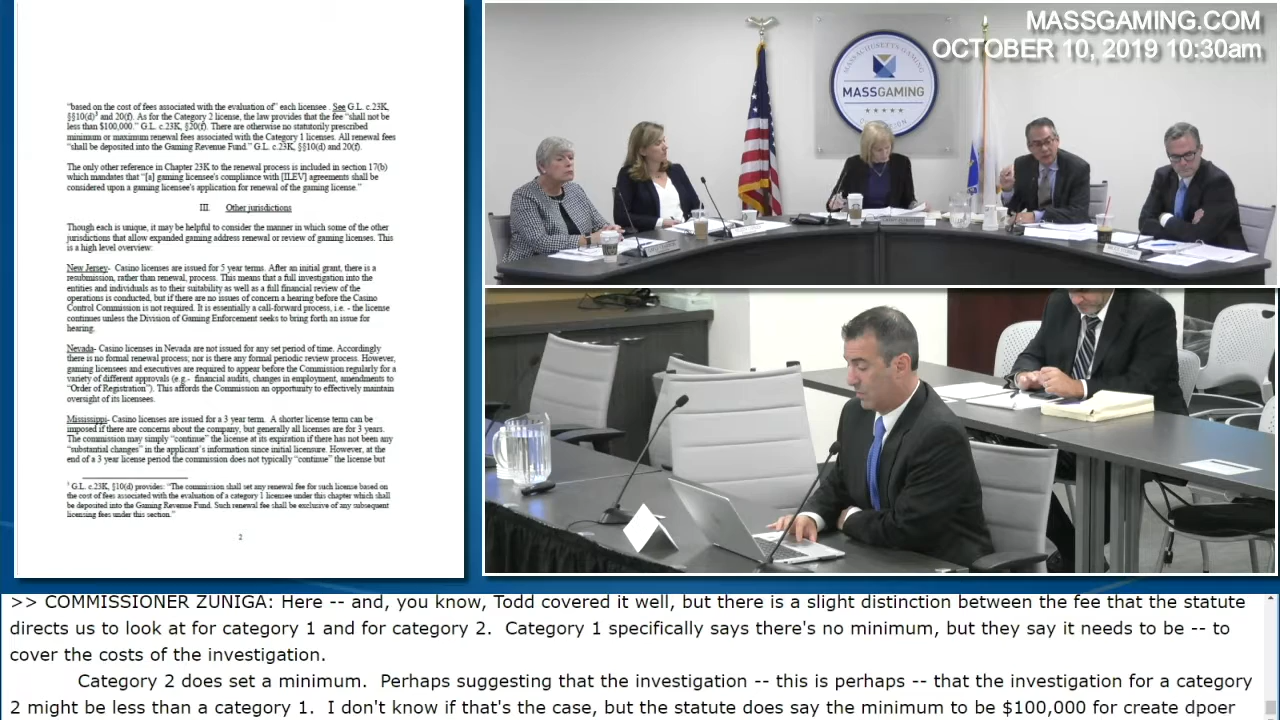 "based on the cost of fees associated with the evaluation of" each licensee . See G.L. c.23K,
§§10(d)³ and 20(f). As for the Category 2 license, the law provides that the fee "shall not be
less than $100,000." G.L. c.23K, §20(f). There are otherwise no statutorily prescribed
minimum or maximum renewal fees associated with the Category 1 licenses. All renewal fees
"shall be deposited into the Gaming Revenue Fund." G.L. c.23K, §§10(d) and 20(f).
The only other reference in Chapter 23K to the renewal process is included in section 17(b)
which mandates that "[a] gaming licensee's compliance with [ILEV] agreements shall be
considered upon a gaming licensee's application for renewal of the gaming license."
III. Other jurisdictions
Though each is unique, it may be helpful to consider the manner in which some of the other
jurisdictions that allow expanded gaming address renewal or review of gaming licenses. This
is a high level overview:
New Jersey- Casino licenses are issued for 5 year terms. After an initial grant, there is a
resubmission, rather than renewal, process. This means that a full investigation into the
entities and individuals as to their suitability as well as a full financial review of the
operations is conducted, but if there are no issues of concern a hearing before the Casino
Control Commission is not required. It is essentially a call-forward process, i.e. - the license
continues unless the Division of Gaming Enforcement seeks to bring forth an issue for
hearing.
Nevada- Casino licenses in Nevada are not issued for any set period of time. Accordingly
there is no formal renewal process; nor is there any formal periodic review process. However,
gaming licensees and executives are required to appear before the Commission regularly for a
variety of different approvals (e.g.- financial audits, changes in employment, amendments to
"Order of Registration"). This affords the Commission an opportunity to effectively maintain
oversight of its licensees.
Mississippi- Casino licenses are issued for a 3 year term. A shorter license term can be
imposed if there are concerns about the company, but generally all licenses are for 3 years.
The commission may simply "continue" the license at its expiration if there has not been any
"substantial changes" in the applicant's information since initial licensure. However, at the
end of a 3 year license period the commission does not typically "continue" the license but
³ G.L. c.23K, §10(d) provides: "The commission shall set any renewal fee for such license based on
the cost of fees associated with the evaluation of a category 1 licensee under this chapter which shall
be deposited into the Gaming Revenue Fund. Such renewal fee shall be exclusive of any subsequent
licensing fees under this section."
2
MASSGAMING.COM
OCTOBER 10, 2019 10:30am
MASSACHUSETTS GAMING
MASSGAMING
COMMISSION
>> COMMISSIONER ZUNIGA: Here -- and, you know, Todd covered it well, but there is a slight distinction between the fee that the statute
directs us to look at for category 1 and for category 2. Category 1 specifically says there's no minimum, but they say it needs to be -- to
cover the costs of the investigation.
Category 2 does set a minimum. Perhaps suggesting that the investigation -- this is perhaps -- that the investigation for a category
2 might be less than a category 1. I don't know if that's the case, but the statute does say the minimum to be $100,000 for create dpoer